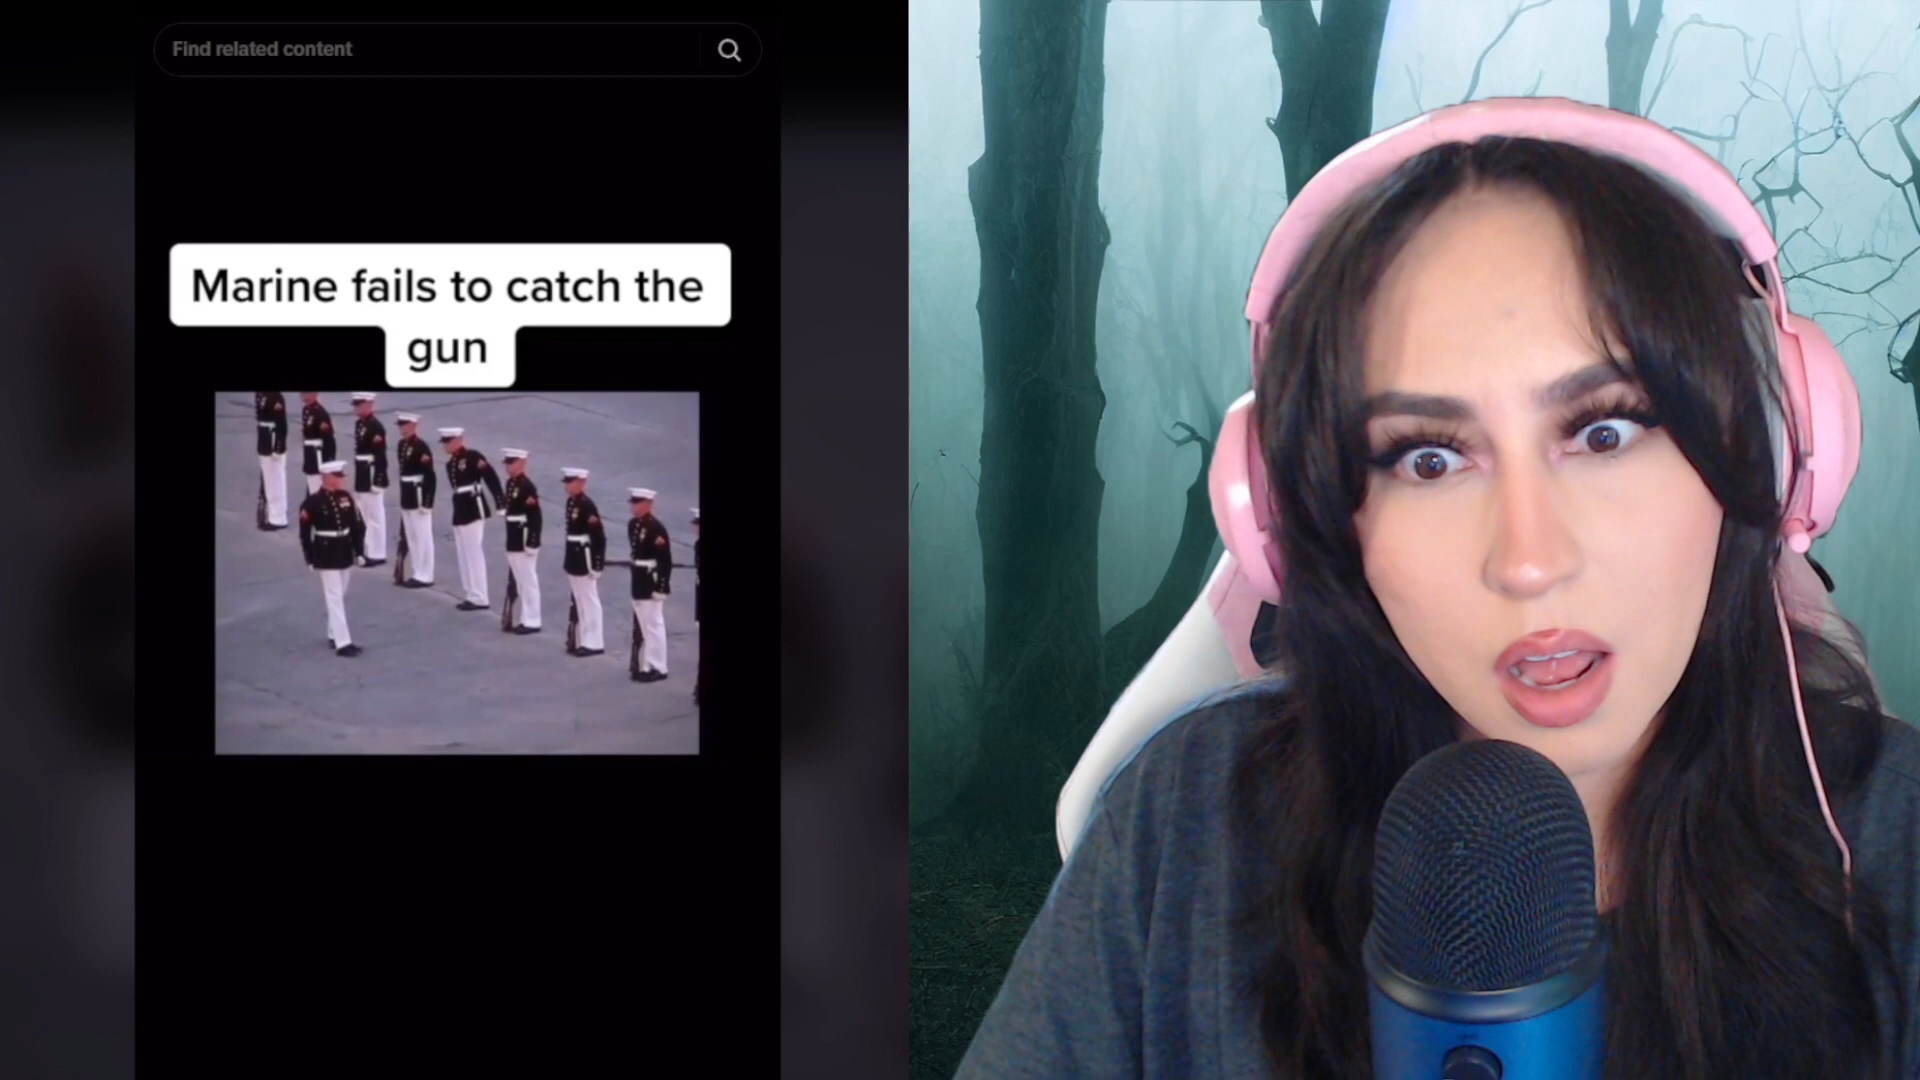 Find related content
Marine fails to catch the
gun